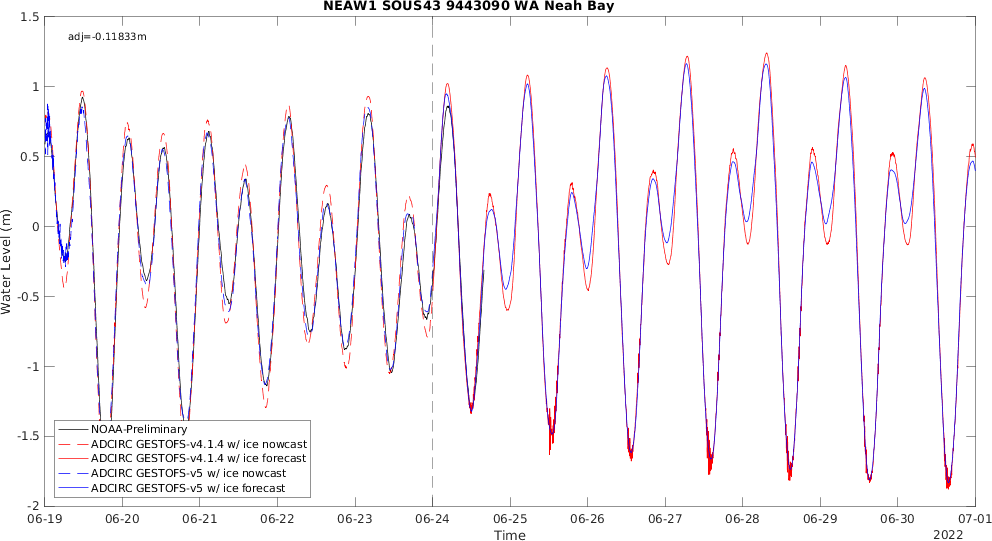 NEAW1 SOUS43 9443090 WA Neah Bay
adj=-0.11833m
1.5
1
0.5
0
-0.5
-1
-1.5
-2
Water Level (m)
NOAA-Preliminary
ADCIRC GESTOFS-v4.1.4 w/ ice nowcast
ADCIRC GESTOFS-v4.1.4 w/ ice forecast
ADCIRC GESTOFS-v5 w/ ice nowcast
ADCIRC GESTOFS-v5 w/ ice forecast
06-19 06-20 06-21 06-22 06-23 06-24 06-25 06-26 06-27 06-28 06-29 06-30 07-01
Time
2022